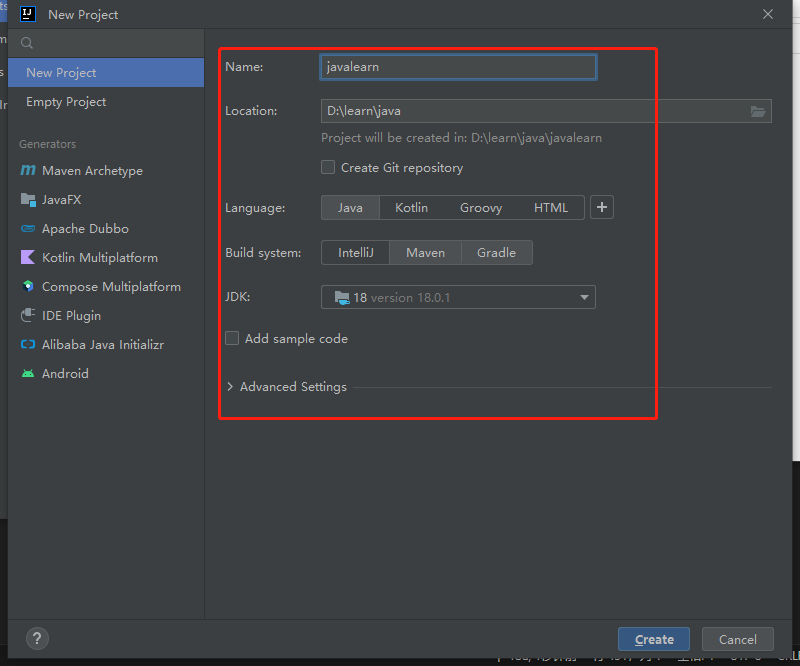 New Project
New Project
Empty Project
Generators
Maven Archetype
JavaFX
Apache Dubbo
Kotlin Multiplatform
Compose Multiplatform
IDE Plugin
Alibaba Java Initializr
Android
Name: javalearn
Location: D:\learn\java
Project will be created in: D:\learn\java\javalearn
Create Git repository
Language: Java Kotlin Groovy HTML +
Build system: IntelliJ Maven Gradle
JDK: 18 version 18.0.1
Add sample code
Advanced Settings
? Create Cancel